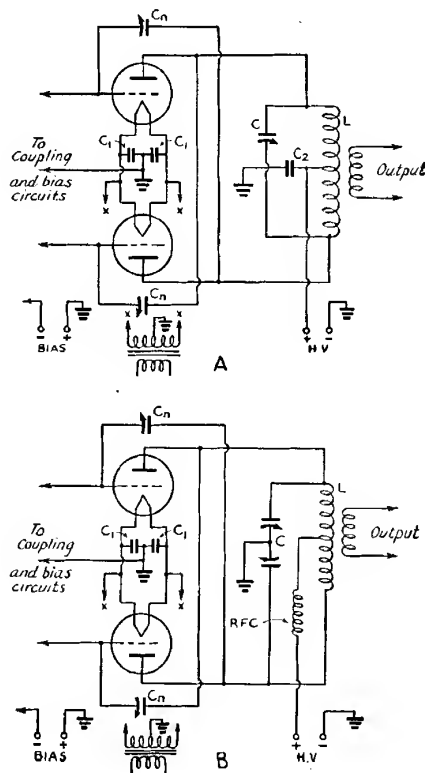 Cn
C1 C1
To
Coupling
and bias
circuits
C
C2
L
Output
x x
Cn
x x
- +
BIAS
+ -
H.V
A
Cn
C1 C1
To
Coupling
and bias
circuits
C
L
Output
RFC
x x
Cn
- +
BIAS
+ -
H.V.
B